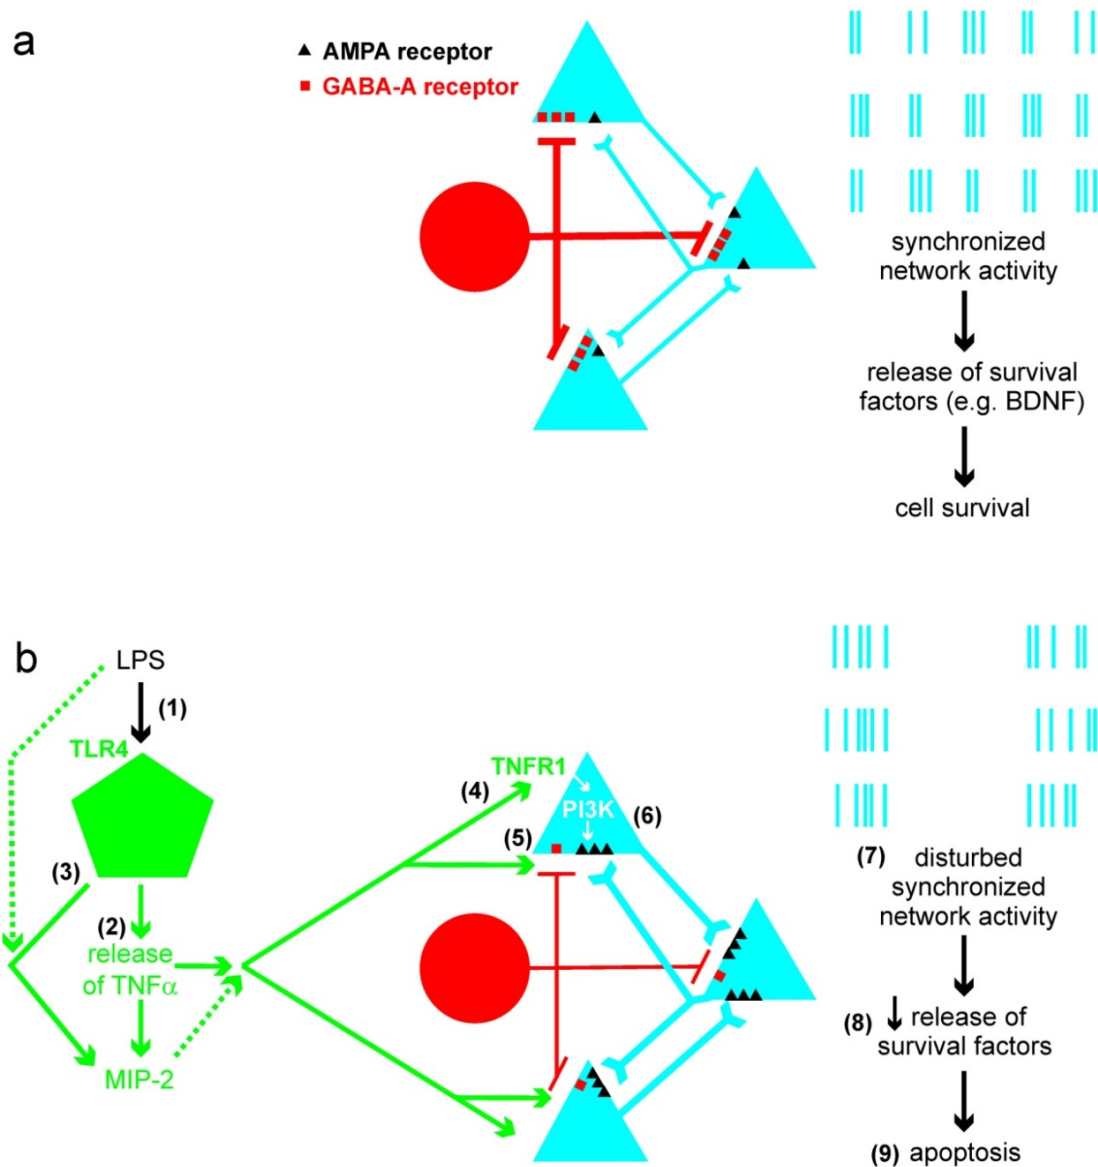 a
AMPA receptor
GABA-A receptor
synchronized
network activity
release of survival
factors (e.g. BDNF)
cell survival
b
LPS
(1)
TLR4
(3)
(2)
release
of TNFα
MIP-2
(4)
TNFR1
PI3K
(5)
(6)
(7) disturbed
synchronized
network activity
(8) release of
survival factors
(9) apoptosis